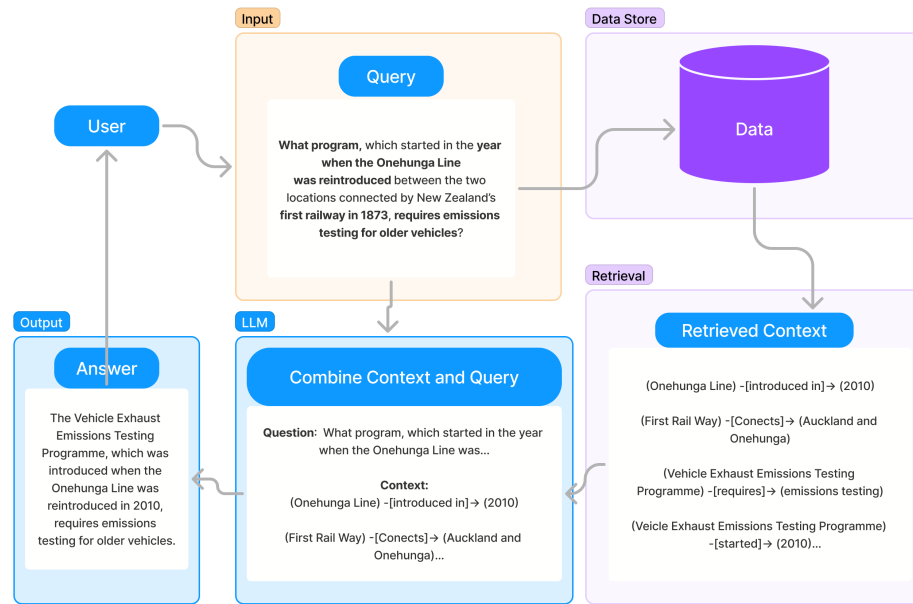 Input
Query
What program, which started in the year
when the Onehunga Line
was reintroduced between the two
locations connected by New Zealand's
first railway in 1873, requires emissions
testing for older vehicles?
Data Store
Data
User
Retrieval
Retrieved Context
(Onehunga Line) -[introduced in]→ (2010)
(First Rail Way) -[Conects]→ (Auckland and
Onehunga)
(Vehicle Exhaust Emissions Testing
Programme) -[requires]→ (emissions testing)
(Veicle Exhaust Emissions Testing Programme)
-[started]→ (2010)...
LLM
Combine Context and Query
Question: What program, which started in the year
when the Onehunga Line was...
Context:
(Onehunga Line) -[introduced in]→ (2010)
(First Rail Way) -[Conects]→ (Auckland and
Onehunga)...
Output
Answer
The Vehicle Exhaust
Emissions Testing
Programme, which was
introduced when the
Onehunga Line was
reintroduced in 2010,
requires emissions
testing for older vehicles.